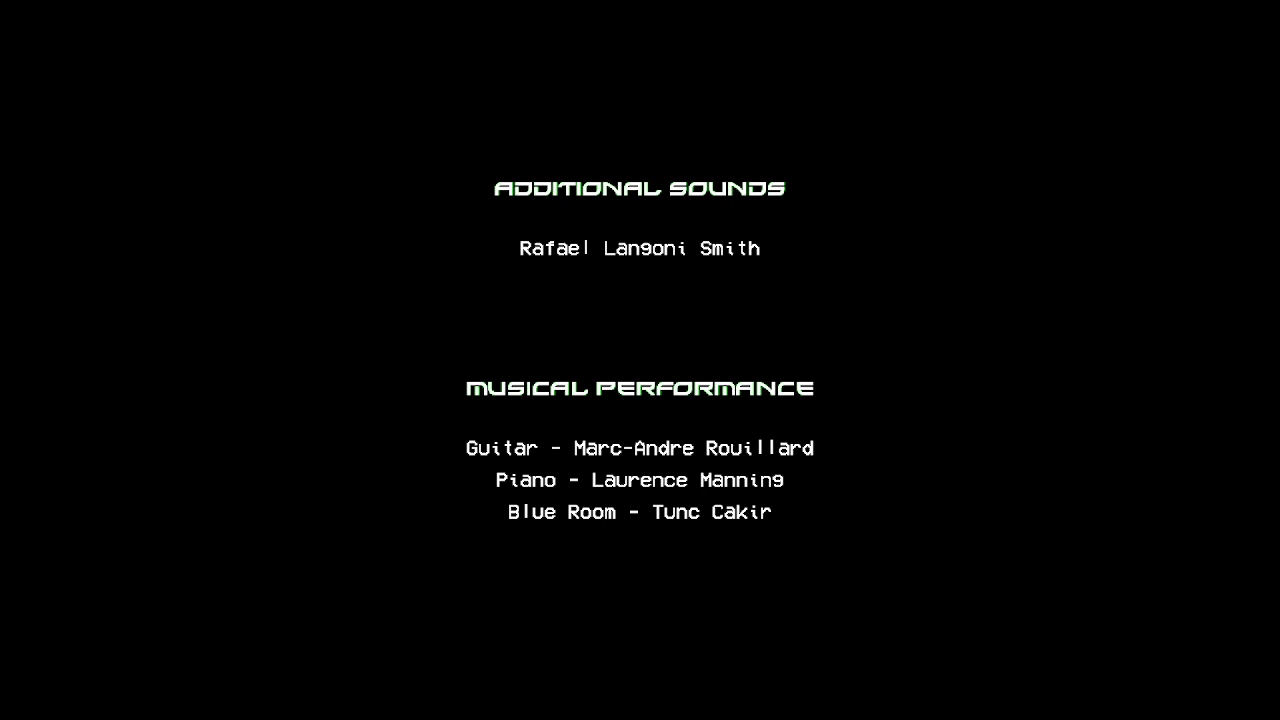 ADDITIONAL SOUNDS
Rafael Langoni Smith
MUSICAL PERFORMANCE
Guitar - Marc-Andre Rouillard
Piano - Laurence Manning
Blue Room - Tunc Cakir